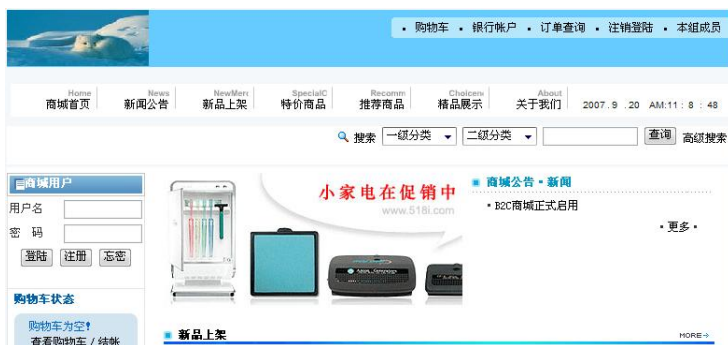 购物车 • 银行帐户 • 订单查询 • 注销登陆 • 本组成员
Home News NewMerc SpecialC Recomm Choicen About
商城首页 新闻公告 新品上架 特价商品 推荐商品 精品展示 关于我们 2007.9.20 AM:11:8:48
搜索 一级分类 二级分类 查询 高级搜索
商城用户
用户名
密 码
登陆 注册 忘密
购物车状态
购物车为空!
查看购物车 / 结帐
小家电在促销中
www.518i.com
商城公告·新闻
• B2C商城正式启用
• 更多 •
新品上架 MORE